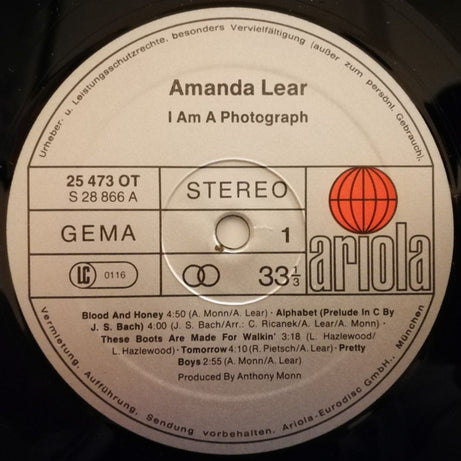 Urheber- u. Leistungsschutzrechte, besonders Vervielfältigung (außer zum persönl. Gebrauch),
Amanda Lear
I Am A Photograph
25 473 OT
S 28 866 A
STEREO
GEMA
1
ariola
LC 0116
33 1/3
Blood And Honey 4:50 (A. Monn/A. Lear) · Alphabet (Prelude In C By
J. S. Bach) 4:00 (J. S. Bach/Arr.: C. Ricanek/A. Lear/A. Monn) ·
These Boots Are Made For Walkin' 3:18 (L. Hazlewood/
L. Hazlewood) · Tomorrow 4:10 (R. Pietsch/A. Lear) · Pretty
Boys 2:55 (A. Monn/A. Lear)
Produced By Anthony Monn
Vermietung, Aufführung, Sendung vorbehalten. Ariola-Eurodisc GmbH., München